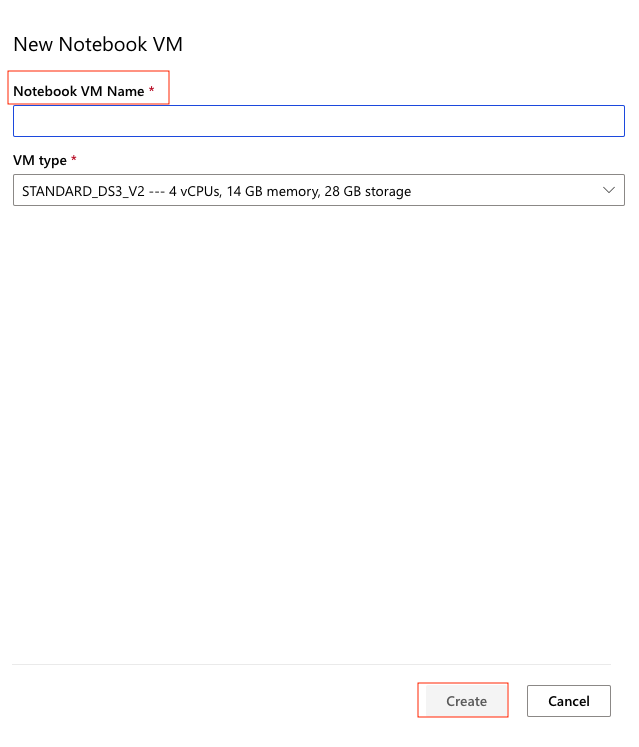 New Notebook VM
Notebook VM Name *
VM type *
STANDARD_DS3_V2 --- 4 vCPUs, 14 GB memory, 28 GB storage
Create Cancel